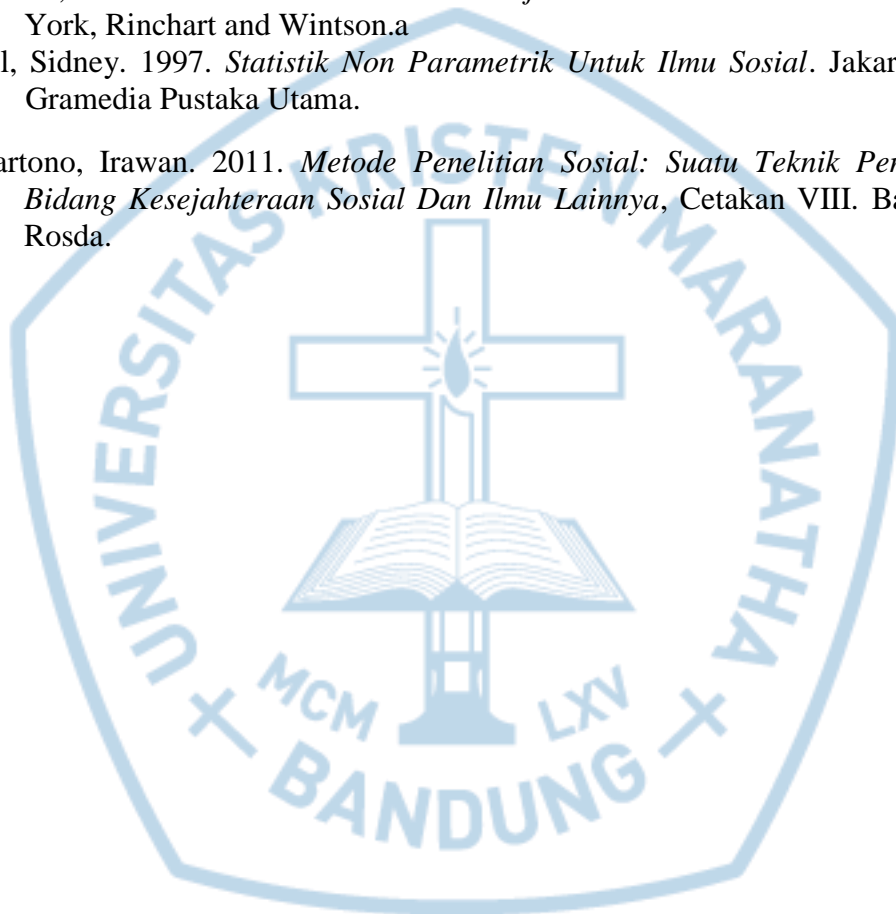 York, Rinchart and Wintson.a
l, Sidney. 1997. Statistik Non Parametrik Untuk Ilmu Sosial. Jakar
Gramedia Pustaka Utama.
artono, Irawan. 2011. Metode Penelitian Sosial: Suatu Teknik Pe
Bidang Kesejahteraan Sosial Dan Ilmu Lainnya, Cetakan VIII. Ba
Rosda.
UNIVERSITAS KRISTEN MARANATHA
MCM LXV
BANDUNG